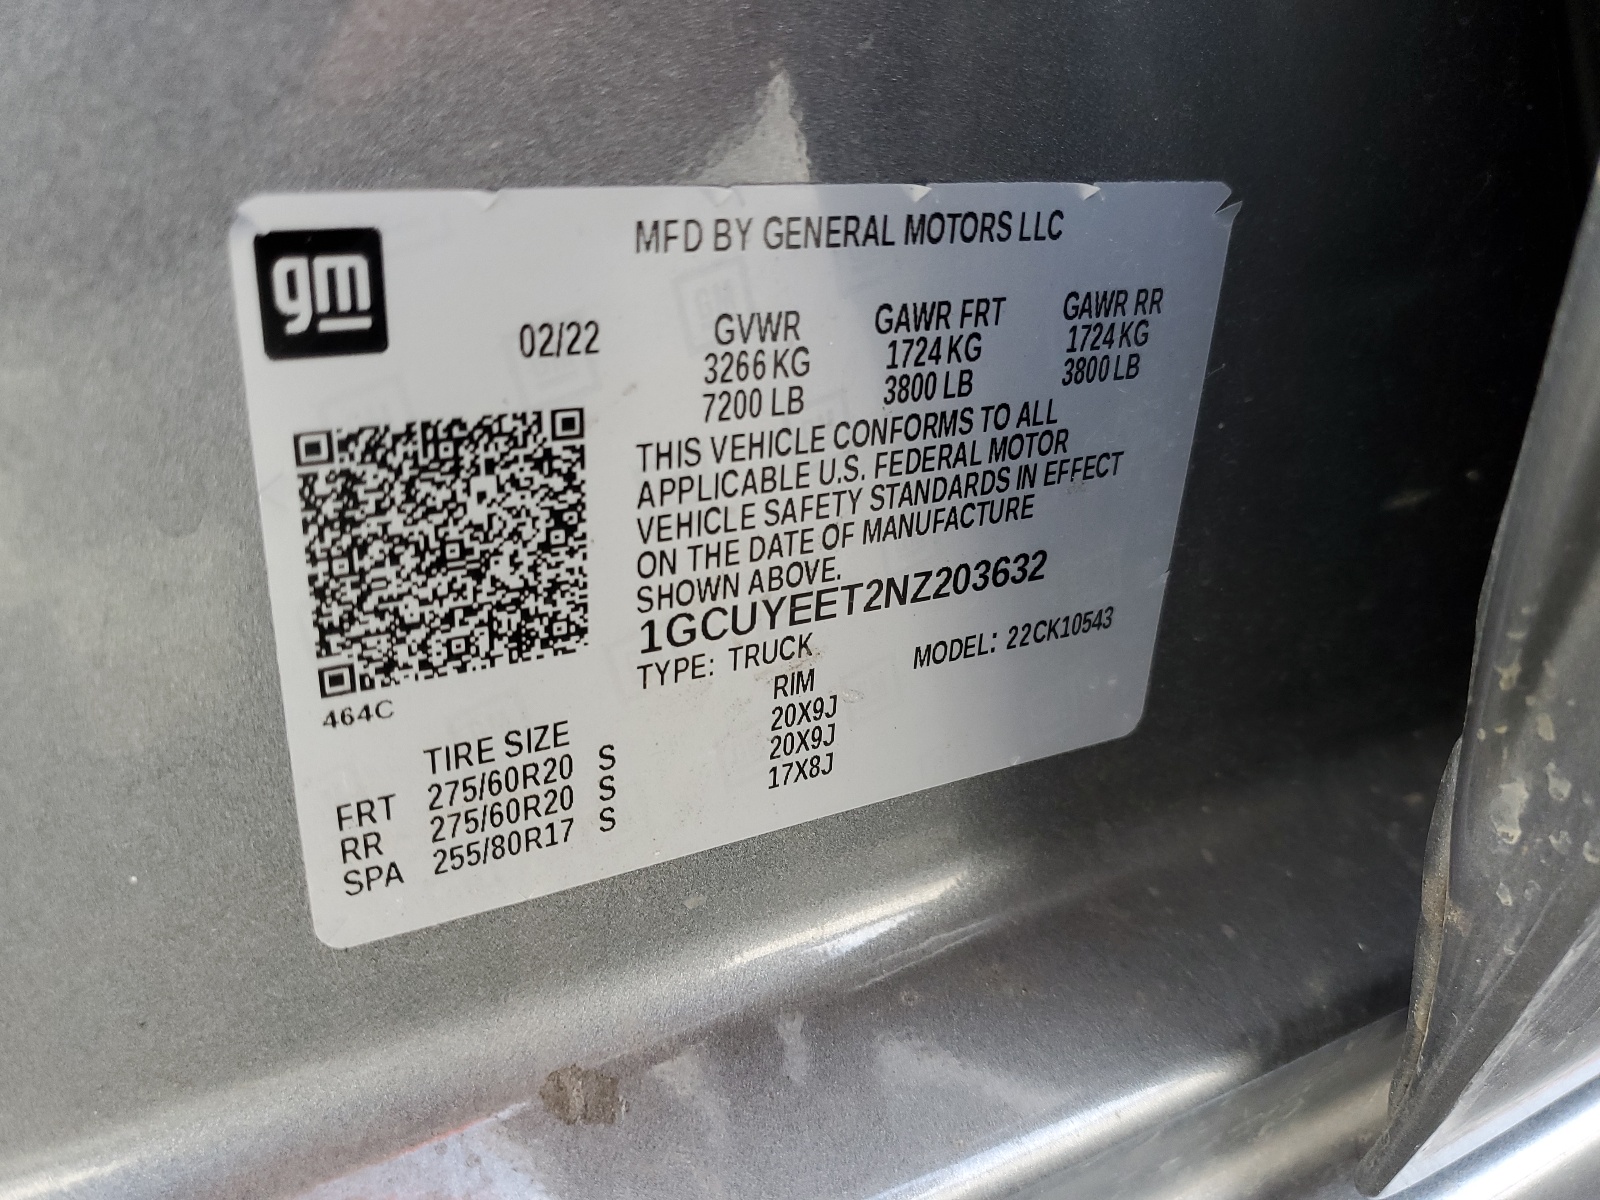 gm
MFD BY GENERAL MOTORS LLC
02/22
GVWR GAWR FRT GAWR RR
3266 KG 1724 KG 1724 KG
7200 LB 3800 LB 3800 LB
THIS VEHICLE CONFORMS TO ALL
APPLICABLE U.S. FEDERAL MOTOR
VEHICLE SAFETY STANDARDS IN EFFECT
ON THE DATE OF MANUFACTURE
SHOWN ABOVE.
1GCUYEET2NZ203632
TYPE: TRUCK MODEL: 22CK10543
464C
TIRE SIZE RIM
FRT 275/60R20 S 20X9J
RR 275/60R20 S 20X9J
SPA 255/80R17 S 17X8J